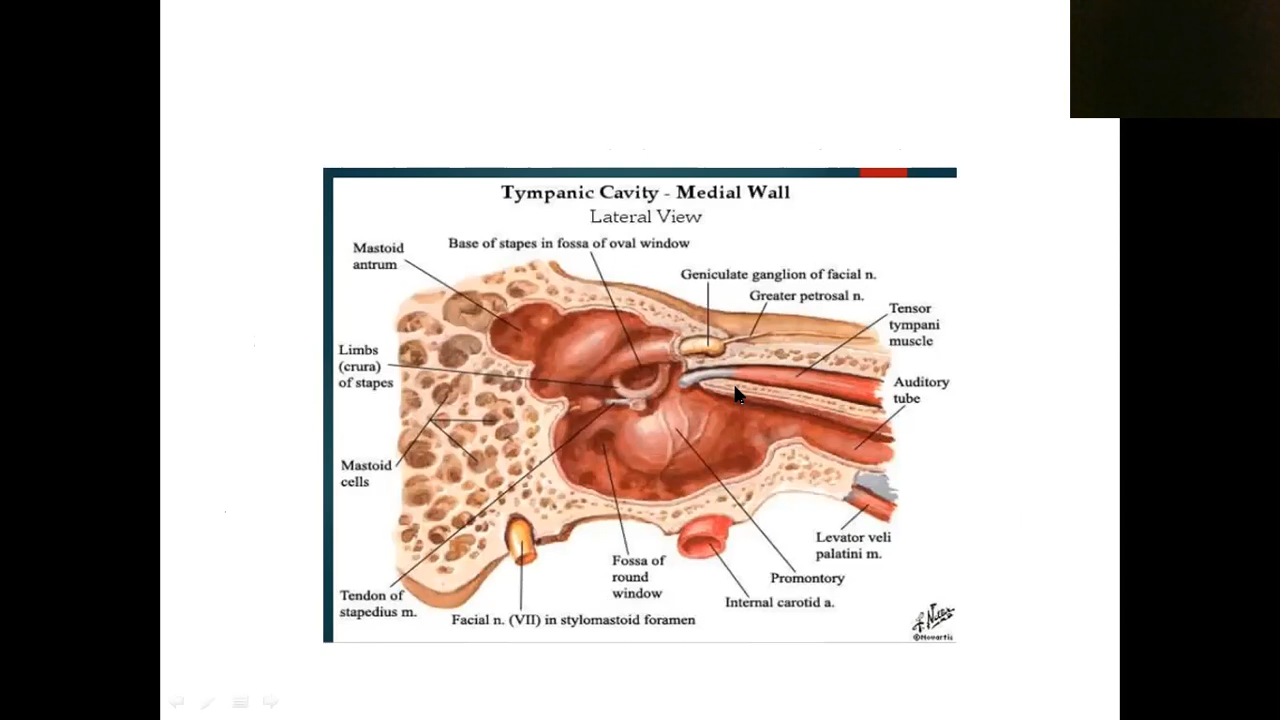 Tympanic Cavity - Medial Wall
Lateral View
Mastoid
antrum
Base of stapes in fossa of oval window
Geniculate ganglion of facial n.
Greater petrosal n.
Tensor
tympani
muscle
Limbs
(crura)
of stapes
Auditory
tube
Mastoid
cells
Levator veli
palatini m.
Fossa of
round
window
Promontory
Internal carotid a.
Tendon of
stapedius m.
Facial n. (VII) in stylomastoid foramen
©Novartis